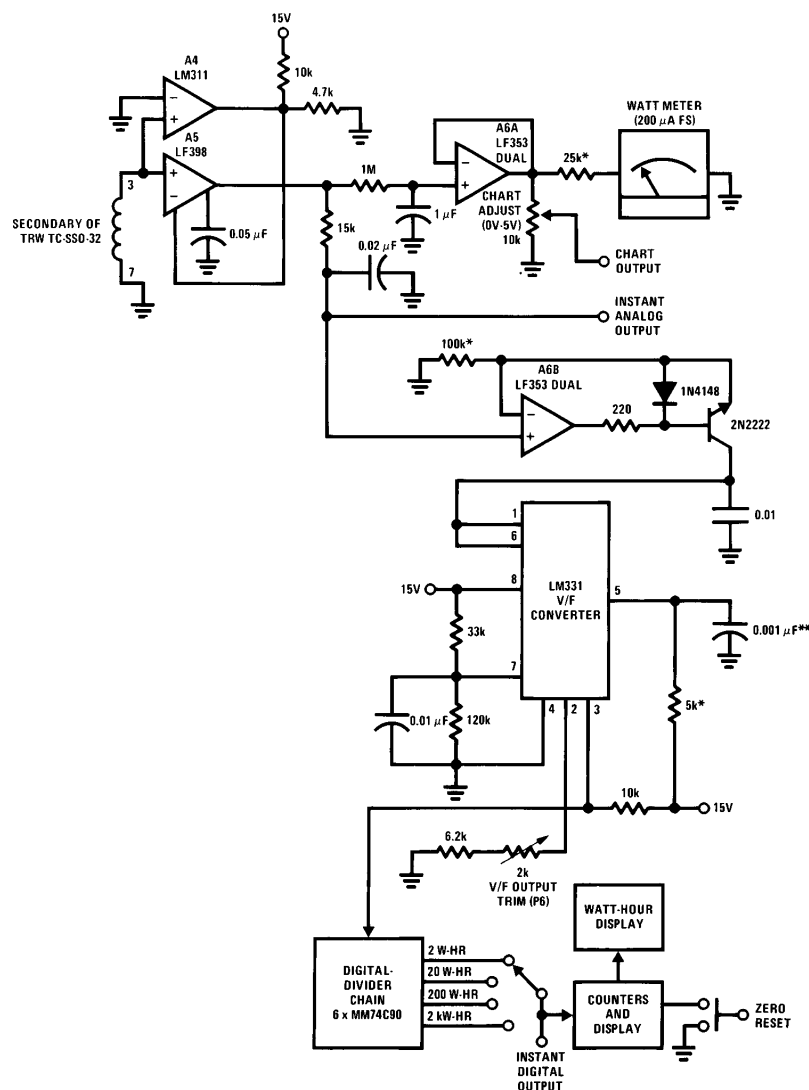 15V
A4
LM311
10k
4.7k
A5
LF398
3
0.05 µF
SECONDARY OF
TRW TC-SSO-32
7
1M
15k
1 µF
0.02 µF
A6A
LF353
DUAL
CHART
ADJUST
(0V-5V)
10k
25k*
WATT METER
(200 µA FS)
CHART
OUTPUT
INSTANT
ANALOG
OUTPUT
100k*
A6B
LF353 DUAL
220
1N4148
2N2222
0.01
1
6
8
7
4
2
3
5
LM331
V/F
CONVERTER
15V
33k
0.01 µF
120k
0.001 µF**
5k*
10k
15V
6.2k
2k
V/F OUTPUT
TRIM (P6)
DIGITAL-
DIVIDER
CHAIN
6 x MM74C90
2 W-HR
20 W-HR
200 W-HR
2 kW-HR
INSTANT
DIGITAL
OUTPUT
WATT-HOUR
DISPLAY
COUNTERS
AND
DISPLAY
ZERO
RESET